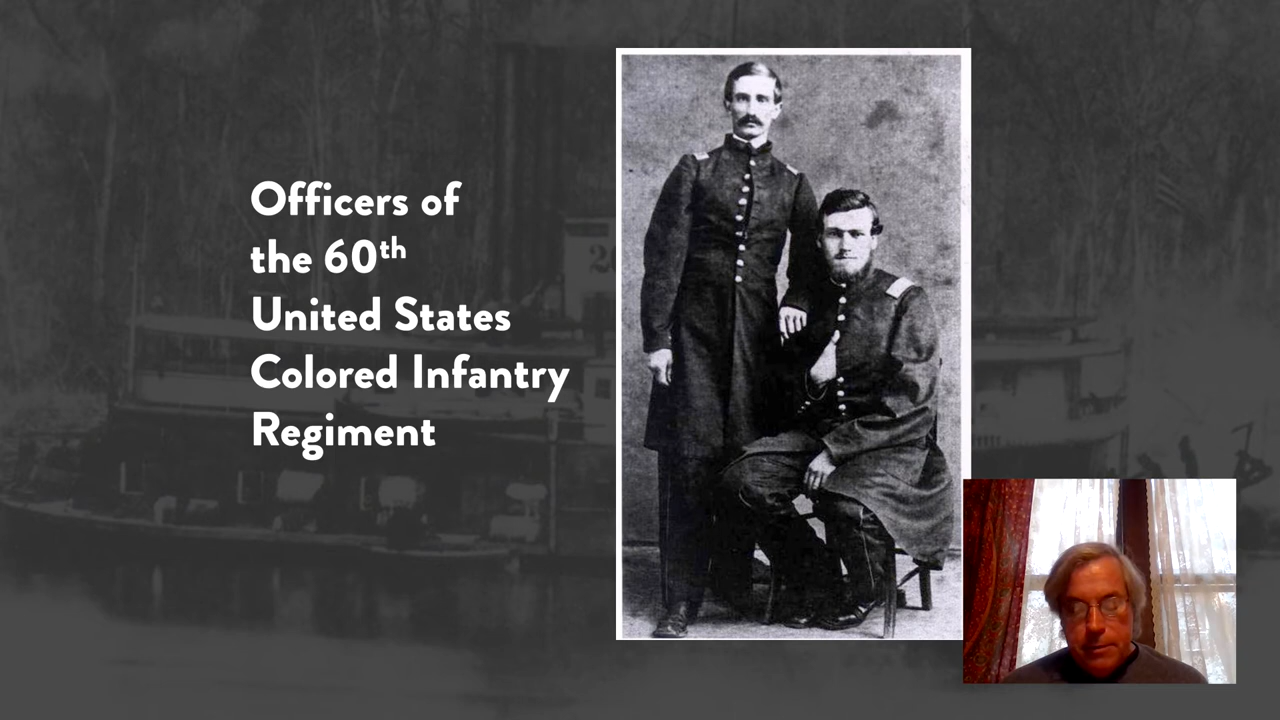 Officers of
the 60th
United States
Colored Infantry
Regiment